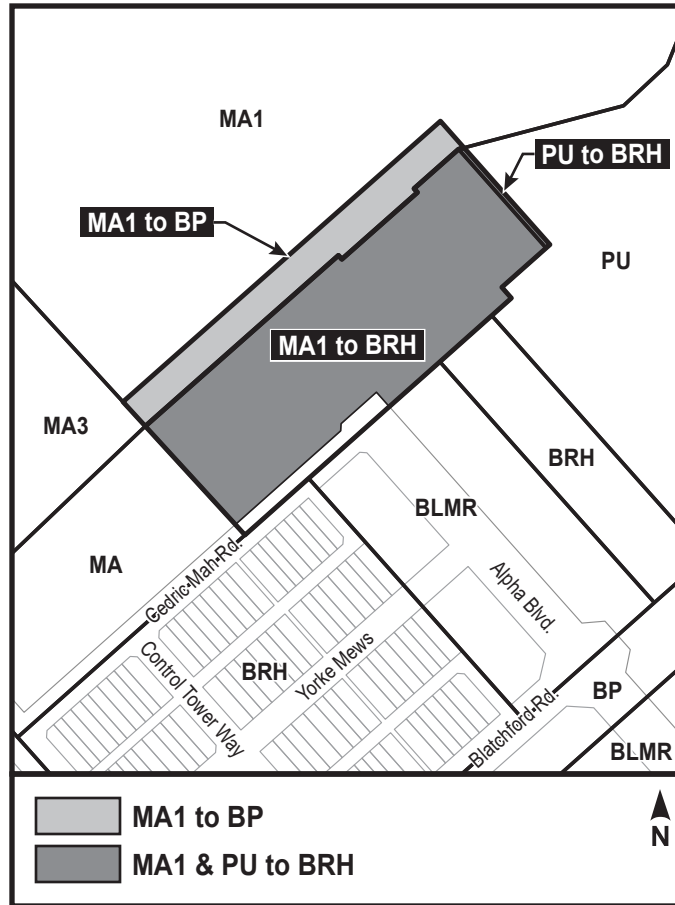 MA1
PU to BRH
MA1 to BP
PU
MA1 to BRH
MA3
BRH
BLMR
MA
Cedric Mah Rd.
Alpha Blvd.
Control Tower Way
BRH
Yorke Mews
BP
Blatchford Rd.
BLMR
MA1 to BP
MA1 & PU to BRH
N